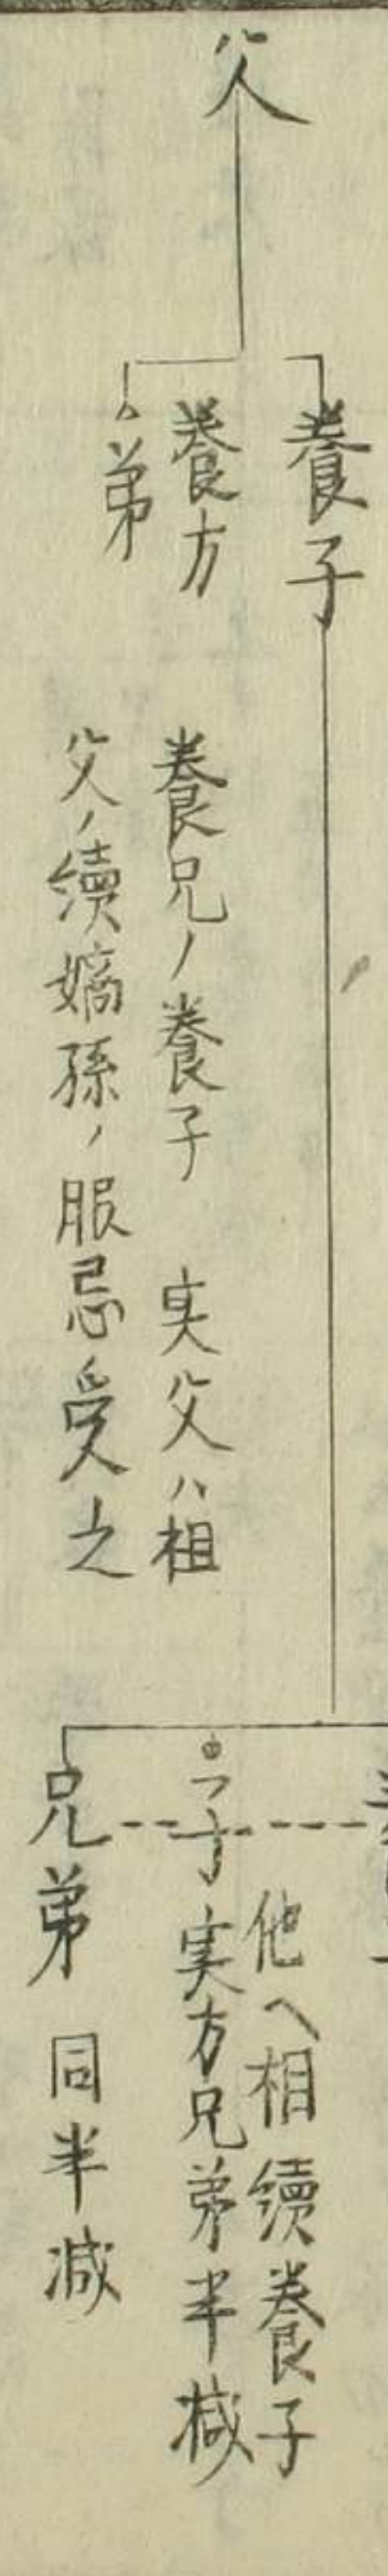 父
養子
養方
弟
養兄ノ養子 実父ハ祖
父ノ續嫡孫ノ服忌受之
他ヘ相續養子
子 実方兄弟半減
兄弟 同半減